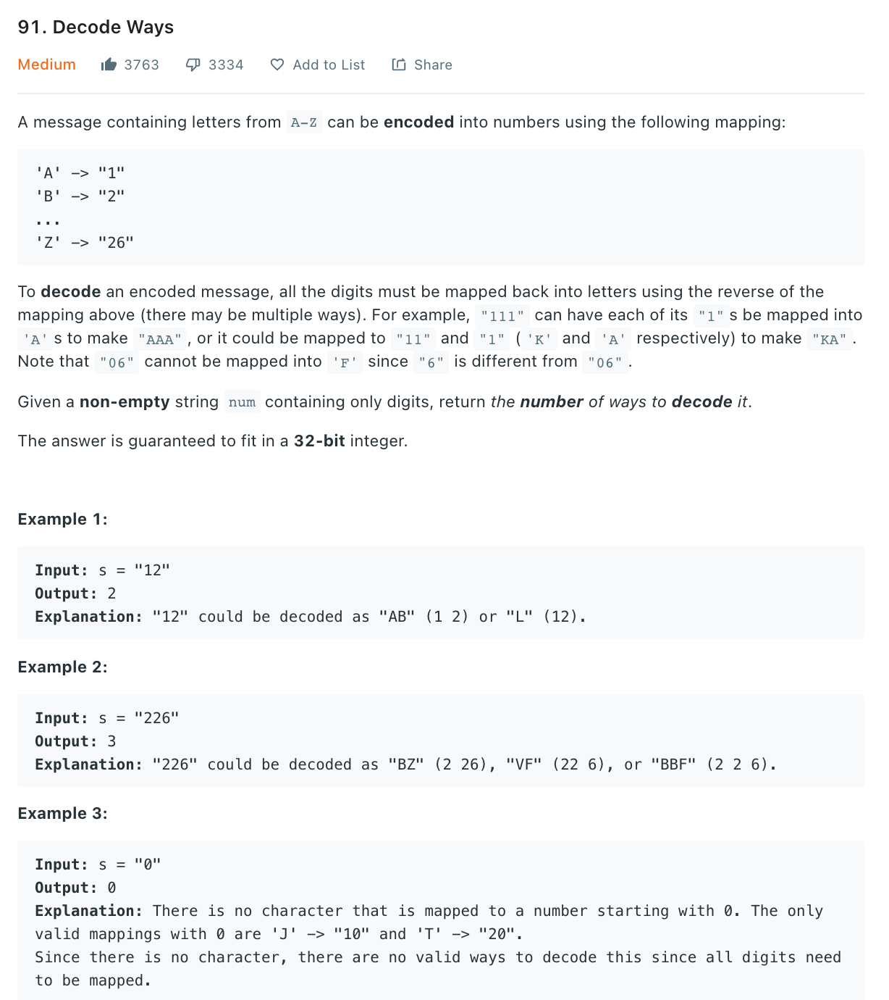 91. Decode Ways
Medium 3763 3334 Add to List Share
A message containing letters from A-Z can be encoded into numbers using the following mapping:
'A' -> "1"
'B' -> "2"
...
'Z' -> "26"
To decode an encoded message, all the digits must be mapped back into letters using the reverse of the
mapping above (there may be multiple ways). For example, "111" can have each of its "1" s be mapped into
'A' s to make "AAA", or it could be mapped to "11" and "1" ( 'K' and 'A' respectively) to make "KA".
Note that "06" cannot be mapped into 'F' since "6" is different from "06".
Given a non-empty string num containing only digits, return the number of ways to decode it.
The answer is guaranteed to fit in a 32-bit integer.
Example 1:
Input: s = "12"
Output: 2
Explanation: "12" could be decoded as "AB" (1 2) or "L" (12).
Example 2:
Input: s = "226"
Output: 3
Explanation: "226" could be decoded as "BZ" (2 26), "VF" (22 6), or "BBF" (2 2 6).
Example 3:
Input: s = "0"
Output: 0
Explanation: There is no character that is mapped to a number starting with 0. The only
valid mappings with 0 are 'J' -> "10" and 'T' -> "20".
Since there is no character, there are no valid ways to decode this since all digits need
to be mapped.